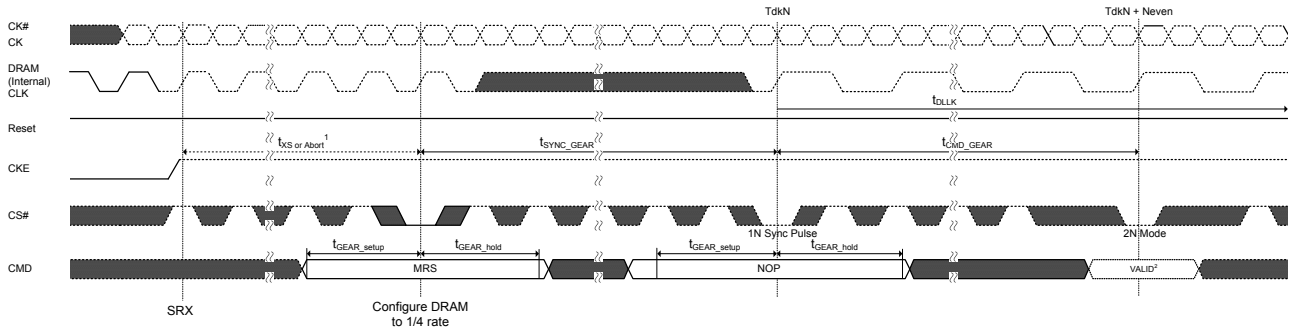 TdkN
TdkN + Neven
CK#
CK
DRAM
(Internal)
CLK
tDLLK
Reset
tXS or Abort1
tSYNC_GEAR
tCMD_GEAR
CKE
CS#
1N Sync Pulse
2N Mode
tGEAR_setup
tGEAR_hold
tGEAR_setup
tGEAR_hold
CMD
MRS
NOP
VALID2
SRX
Configure DRAM
to 1/4 rate